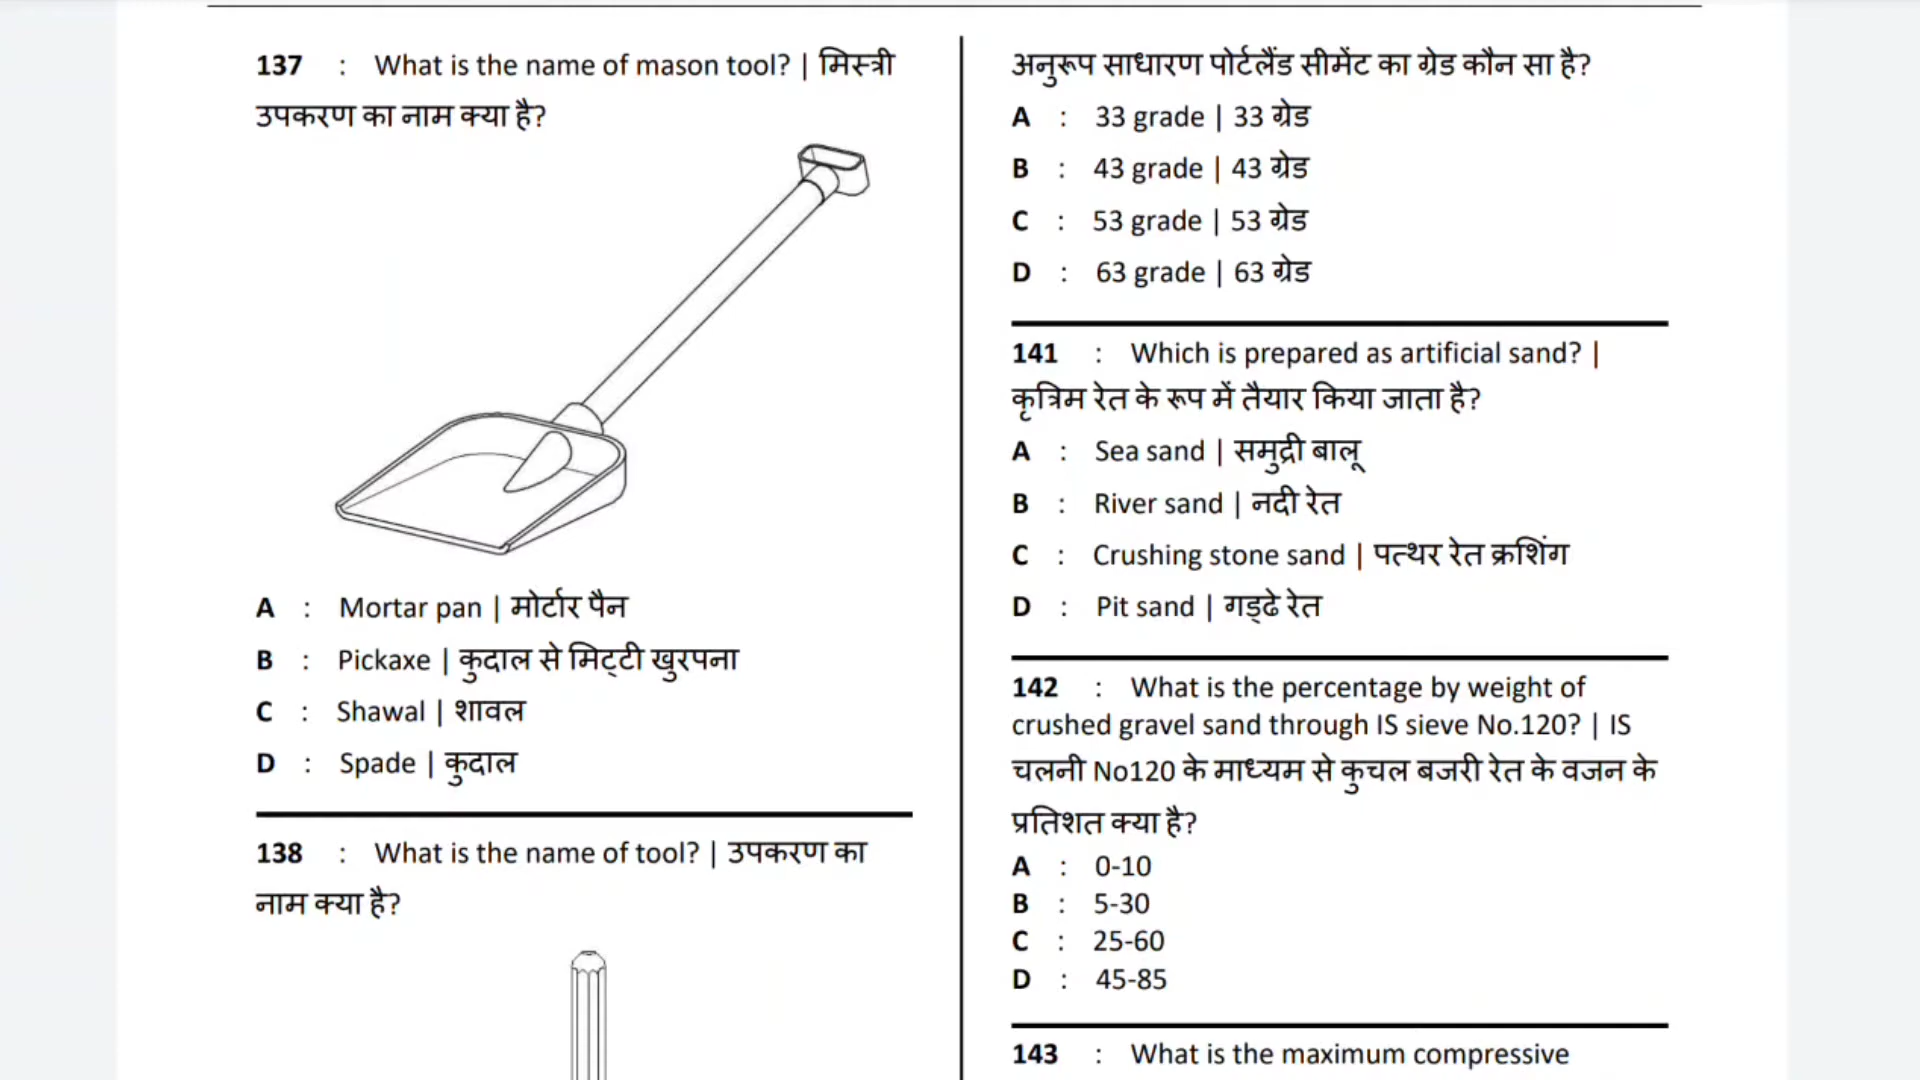 137 : What is the name of mason tool? | मिस्त्री
उपकरण का नाम क्या है?
A : Mortar pan | मोर्टार पैन
B : Pickaxe | कुदाल से मिट्टी खुरपना
C : Shawal | शावल
D : Spade | कुदाल
138 : What is the name of tool? | उपकरण का
नाम क्या है?
अनुरूप साधारण पोर्टलैंड सीमेंट का ग्रेड कौन सा है?
A : 33 grade | 33 ग्रेड
B : 43 grade | 43 ग्रेड
C : 53 grade | 53 ग्रेड
D : 63 grade | 63 ग्रेड
141 : Which is prepared as artificial sand? |
कृत्रिम रेत के रूप में तैयार किया जाता है?
A : Sea sand | समुद्री बालू
B : River sand | नदी रेत
C : Crushing stone sand | पत्थर रेत क्रशिंग
D : Pit sand | गड्ढे रेत
142 : What is the percentage by weight of
crushed gravel sand through IS sieve No.120? | IS
चलनी No120 के माध्यम से कुचल बजरी रेत के वजन के
प्रतिशत क्या है?
A : 0-10
B : 5-30
C : 25-60
D : 45-85
143 : What is the maximum compressive